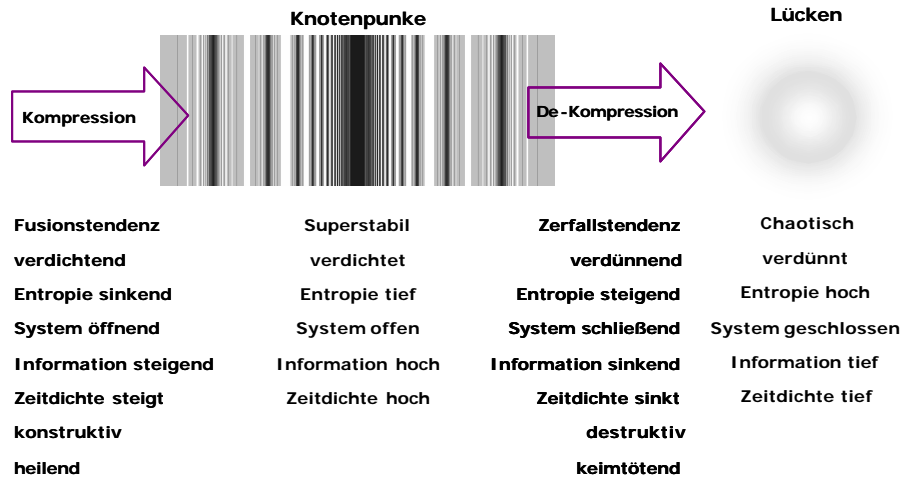 Knotenpunke
Lücken
Kompression
De-Kompression
Fusionstendenz
Superstabil
Zerfallstendenz
Chaotisch
verdichtend
verdichtet
verdünnend
verdünnt
Entropie sinkend
Entropie tief
Entropie steigend
Entropie hoch
System öffnend
System offen
System schließend
System geschlossen
Information steigend
Information hoch
Information sinkend
Information tief
Zeitdichte steigt
Zeitdichte hoch
Zeitdichte sinkt
Zeitdichte tief
konstruktiv
destruktiv
heilend
keimtötend